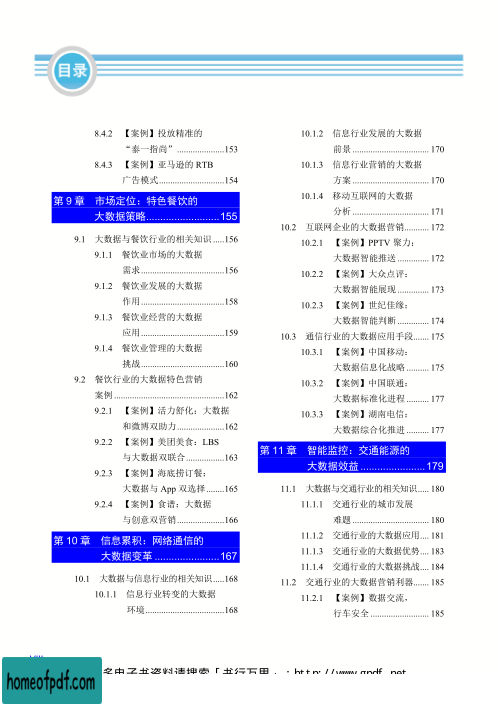 目录
8.4.2 【案例】投放精准的
“泰一指尚” .....................153
8.4.3 【案例】亚马逊的 RTB
广告模式.............................154
第 9 章 市场定位：特色餐饮的
大数据策略..........................155
9.1 大数据与餐饮行业的相关知识 .....156
9.1.1 餐饮业市场的大数据
需求.....................................156
9.1.2 餐饮业发展的大数据
作用.....................................158
9.1.3 餐饮业经营的大数据
应用.....................................159
9.1.4 餐饮业管理的大数据
挑战.....................................160
9.2 餐饮行业的大数据特色营销
案例 ................................................162
9.2.1 【案例】活力舒化：大数据
和微博双助力.....................162
9.2.2 【案例】美团美食：LBS
与大数据双联合 .................163
9.2.3 【案例】海底捞订餐：
大数据与 App 双选择 ........165
9.2.4 【案例】食谱：大数据
与创意双营销.....................166
第 10 章 信息累积：网络通信的
大数据变革 .......................167
10.1 大数据与信息行业的相关知识 .....168
10.1.1 信息行业转变的大数据
环境...................................168
10.1.2 信息行业发展的大数据
前景 .................................. 170
10.1.3 信息行业营销的大数据
方案 .................................. 170
10.1.4 移动互联网的大数据
分析 .................................. 171
10.2 互联网企业的大数据营销........... 172
10.2.1 【案例】PPTV 聚力：
大数据智能推送 .............. 172
10.2.2 【案例】大众点评：
大数据智能展现 .............. 173
10.2.3 【案例】世纪佳缘：
大数据智能判断 .............. 174
10.3 通信行业的大数据应用手段....... 175
10.3.1 【案例】中国移动：
大数据信息化战略 .......... 175
10.3.2 【案例】中国联通：
大数据标准化进程 .......... 177
10.3.3 【案例】湖南电信：
大数据综合化推进 .......... 177
第 11 章 智能监控：交通能源的
大数据效益....................... 179
11.1 大数据与交通行业的相关知识..... 180
11.1.1 交通行业的城市发展
难题 .................................. 180
11.1.2 交通行业的大数据应用.... 181
11.1.3 交通行业的大数据优势.... 183
11.1.4 交通行业的大数据挑战.... 184
11.2 交通行业的大数据营销利器....... 185
11.2.1 【案例】数据交流，
行车安全 .......................... 185
多电子书资料请搜索「书行万里」：http://www.gpdf.net
homeofpdf.com